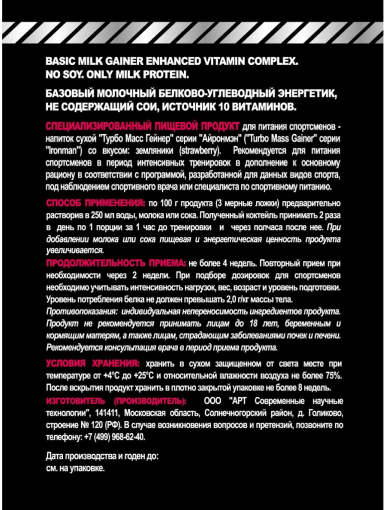 BASIC MILK GAINER ENHANCED VITAMIN COMPLEX.
NO SOY. ONLY MILK PROTEIN.
БАЗОВЫЙ МОЛОЧНЫЙ БЕЛКОВО-УГЛЕВОДНЫЙ ЭНЕРГЕТИК,
НЕ СОДЕРЖАЩИЙ СОИ, ИСТОЧНИК 10 ВИТАМИНОВ.
СПЕЦИАЛИЗИРОВАННЫЙ ПИЩЕВОЙ ПРОДУКТ для питания спортсменов -
напиток сухой "Турбо Масс Гейнер" серии "Айронмэн" ("Turbo Mass Gainer" серии
"Ironman") со вкусом: земляники (strawberry). Рекомендуется для питания
спортсменов в период интенсивных тренировок в дополнение к основному
рациону в соответствии с программой, разработанной для данных видов спорта,
под наблюдением спортивного врача или специалиста по спортивному питанию.
СПОСОБ ПРИМЕНЕНИЯ: по 100 г продукта (3 мерные ложки) предварительно
растворив в 250 мл воды, молока или сока. Полученный коктейль принимать 2 раза
в день по 1 порции за 1 час до тренировки и через полчаса после нее. При
добавлении молока или сока пищевая и энергетическая ценность продукта
увеличивается.
ПРОДОЛЖИТЕЛЬНОСТЬ ПРИЕМА: не более 4 недель. Повторный прием при
необходимости через 2 недели. При подборе дозировок для спортсменов
необходимо учитывать интенсивность нагрузок, вес, возраст и уровень подготовки.
Уровень потребления белка не должен превышать 2,0 г/кг массы тела.
Противопоказания: индивидуальная непереносимость ингредиентов продукта.
Продукт не рекомендуется принимать лицам до 18 лет, беременным и
кормящим матерям, а также лицам, страдающим заболеваниями почек и печени.
Рекомендуется консультация врача в период приема продукта.
УСЛОВИЯ ХРАНЕНИЯ: хранить в сухом защищенном от света месте при
температуре от +4°С до +25°С и относительной влажности воздуха не более 75%.
После вскрытия продукт хранить в плотно закрытой упаковке не более 8 недель.
ИЗГОТОВИТЕЛЬ (ПРОИЗВОДИТЕЛЬ): ООО "АРТ Современные научные
технологии", 141411, Московская область, Солнечногорский район, д. Голиково,
строение № 120 (РФ). В случае возникновения вопросов и претензий, позвоните по
телефону: +7 (499) 968-62-40.
Дата производства и годен до:
см. на упаковке.